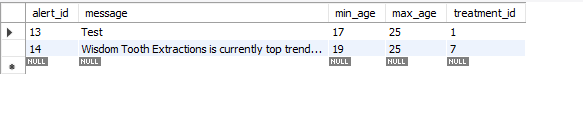 alert_id message min_age max_age treatment_id
13 Test 17 25 1
14 Wisdom Tooth Extractions is currently top trend... 19 25 7
NULL NULL NULL NULL NULL